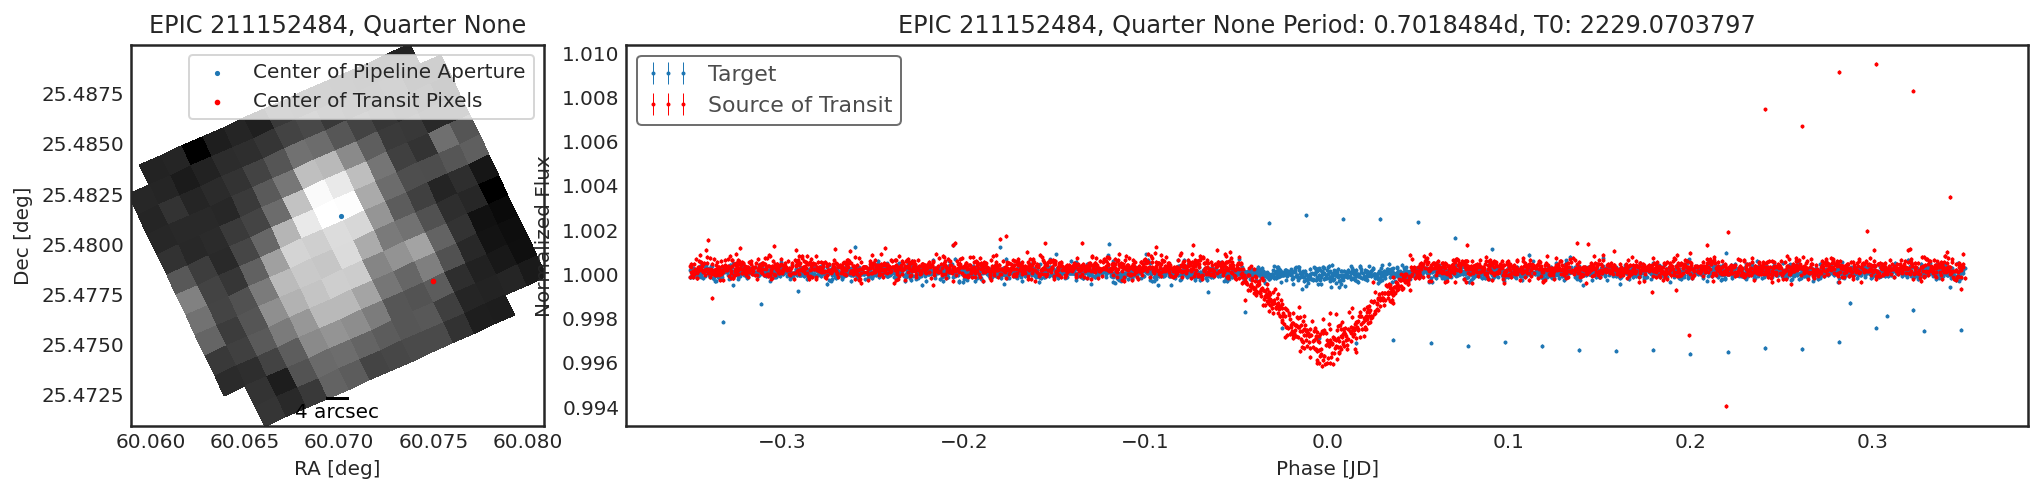 EPIC 211152484, Quarter None
Center of Pipeline Aperture
Center of Transit Pixels
25.4875
25.4850
25.4825
25.4800
25.4775
25.4750
25.4725
Dec [deg]
4 arcsec
60.060 60.065 60.070 60.075 60.080
RA [deg]
EPIC 211152484, Quarter None Period: 0.7018484d, T0: 2229.0703797
Target
Source of Transit
1.010
1.008
1.006
1.004
1.002
1.000
0.998
0.996
0.994
Normalized Flux
−0.3 −0.2 −0.1 0.0 0.1 0.2 0.3
Phase [JD]